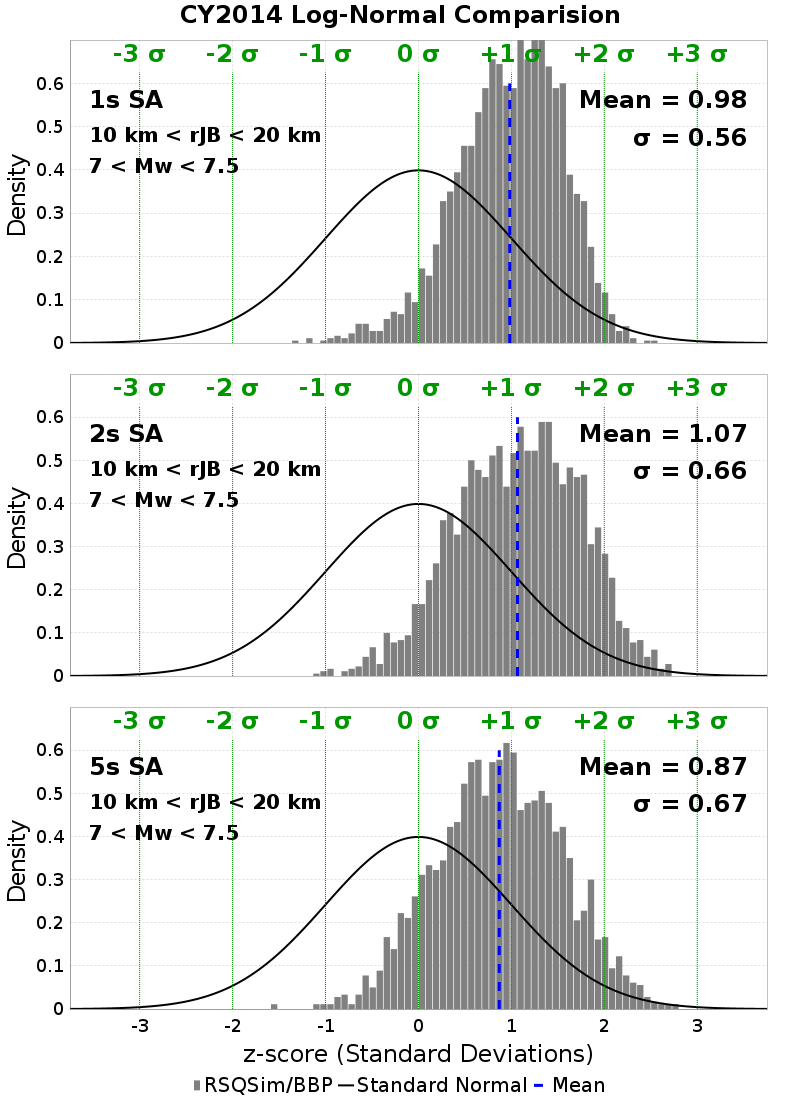 CY2014 Log-Normal Comparision
-3 σ -2 σ -1 σ 0 σ +1 σ +2 σ +3 σ
1s SA
10 km < rJB < 20 km
7 < Mw < 7.5
Mean = 0.98
σ = 0.56
Density
0.6
0.5
0.4
0.3
0.2
0.1
0
-3 σ -2 σ -1 σ 0 σ +1 σ +2 σ +3 σ
2s SA
10 km < rJB < 20 km
7 < Mw < 7.5
Mean = 1.07
σ = 0.66
Density
0.6
0.5
0.4
0.3
0.2
0.1
0
-3 σ -2 σ -1 σ 0 σ +1 σ +2 σ +3 σ
5s SA
10 km < rJB < 20 km
7 < Mw < 7.5
Mean = 0.87
σ = 0.67
Density
0.6
0.5
0.4
0.3
0.2
0.1
0
-3 -2 -1 0 1 2 3
z-score (Standard Deviations)
RSQSim/BBP Standard Normal Mean